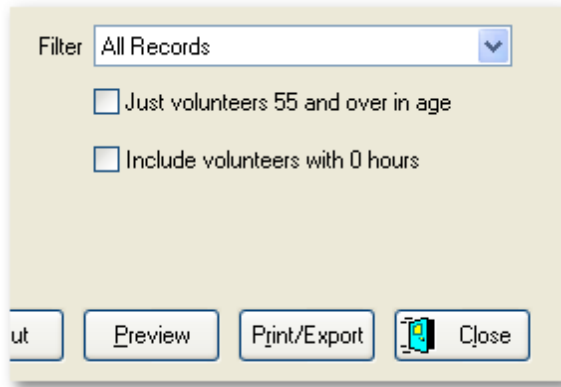 Filter All Records
Just volunteers 55 and over in age
Include volunteers with 0 hours
ut Preview Print/Export Close